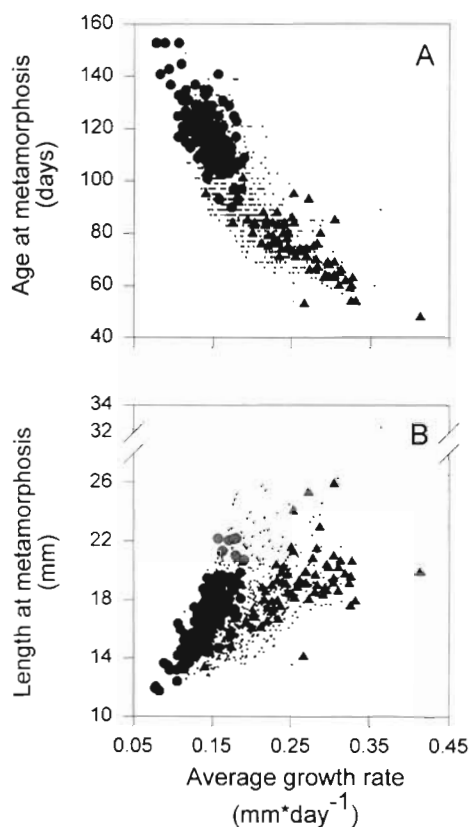 160
A
140
120
100
80
60
40
Age at metamorphosis
(days)
34
32
B
26
22
18
14
10
Length at metamorphosis
(mm)
0.05 0.15 0.25 0.35 0.45
Average growth rate
(mm*day⁻¹)